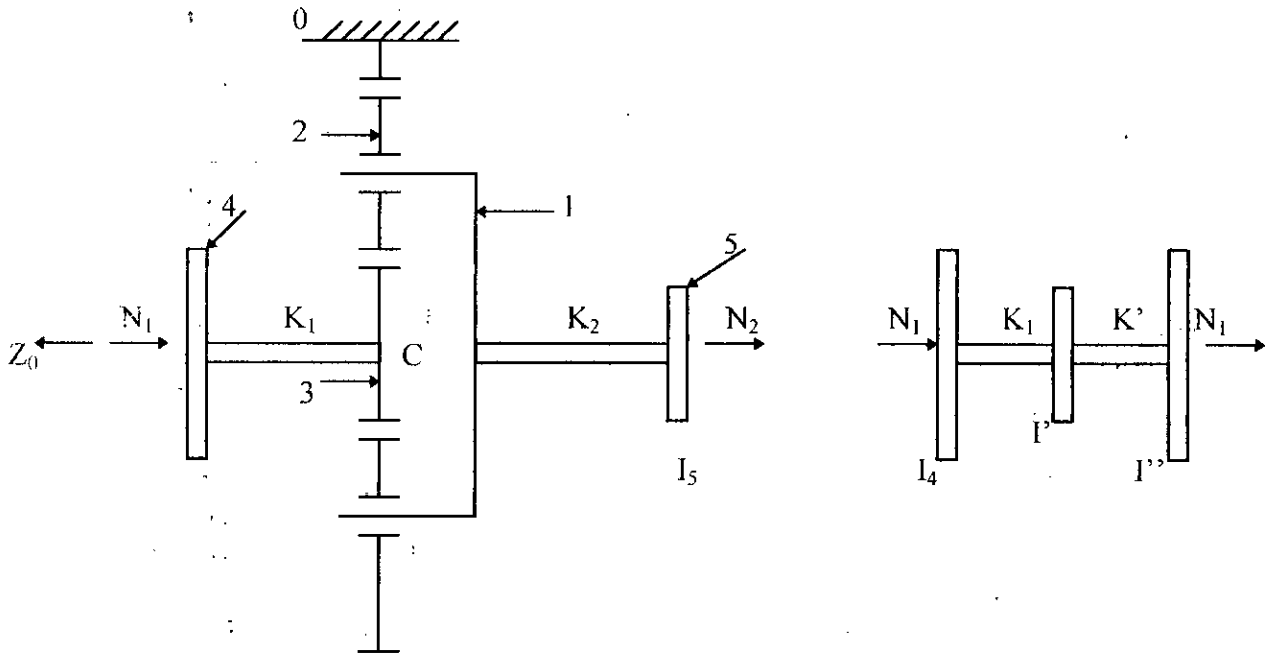 0
2
1
4
5
N₁
K₁
K₂
N₂
N₁
K₁
K'
N₁
Z₀
C
3
I'
I₅
I₄
I''